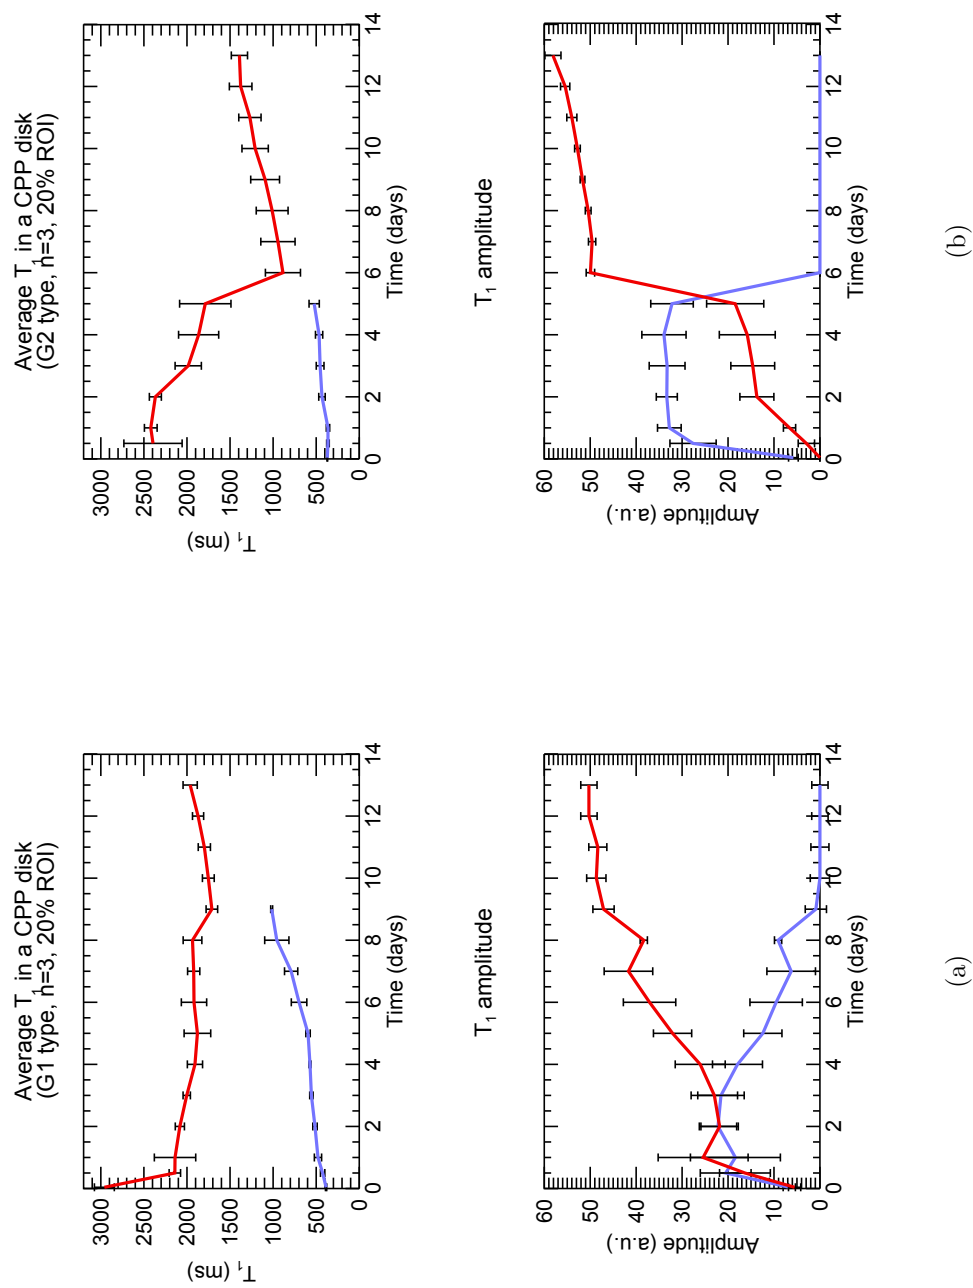 Average T₁ in a CPP disk
(G1 type, n=3, 20% ROI)
T₁ (ms)
3000
2500
2000
1500
1000
500
0
0 2 4 6 8 10 12 14
Time (days)
T₁ amplitude
Amplitude (a.u.)
60
50
40
30
20
10
0
0 2 4 6 8 10 12 14
Time (days)
(a)
Average T₁ in a CPP disk
(G2 type, n=3, 20% ROI)
T₁ (ms)
3000
2500
2000
1500
1000
500
0
0 2 4 6 8 10 12 14
Time (days)
T₁ amplitude
Amplitude (a.u.)
60
50
40
30
20
10
0
0 2 4 6 8 10 12 14
Time (days)
(b)